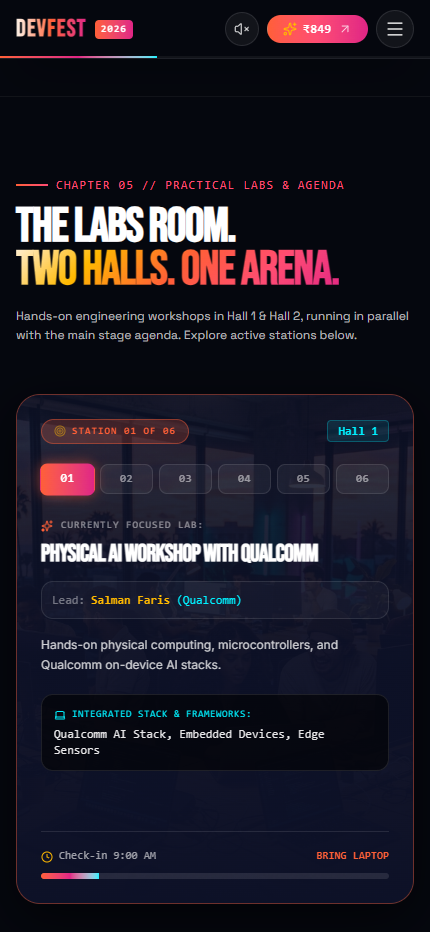 DEVFEST 2026 ₹849
CHAPTER 05 // PRACTICAL LABS & AGENDA
THE LABS ROOM.
TWO HALLS. ONE ARENA.
Hands-on engineering workshops in Hall 1 & Hall 2, running in parallel
with the main stage agenda. Explore active stations below.
STATION 01 OF 06 Hall 1
01 02 03 04 05 06
CURRENTLY FOCUSED LAB:
PHYSICAL AI WORKSHOP WITH QUALCOMM
Lead: Salman Faris (Qualcomm)
Hands-on physical computing, microcontrollers, and
Qualcomm on-device AI stacks.
INTEGRATED STACK & FRAMEWORKS:
Qualcomm AI Stack, Embedded Devices, Edge
Sensors
Check-in 9:00 AM BRING LAPTOP